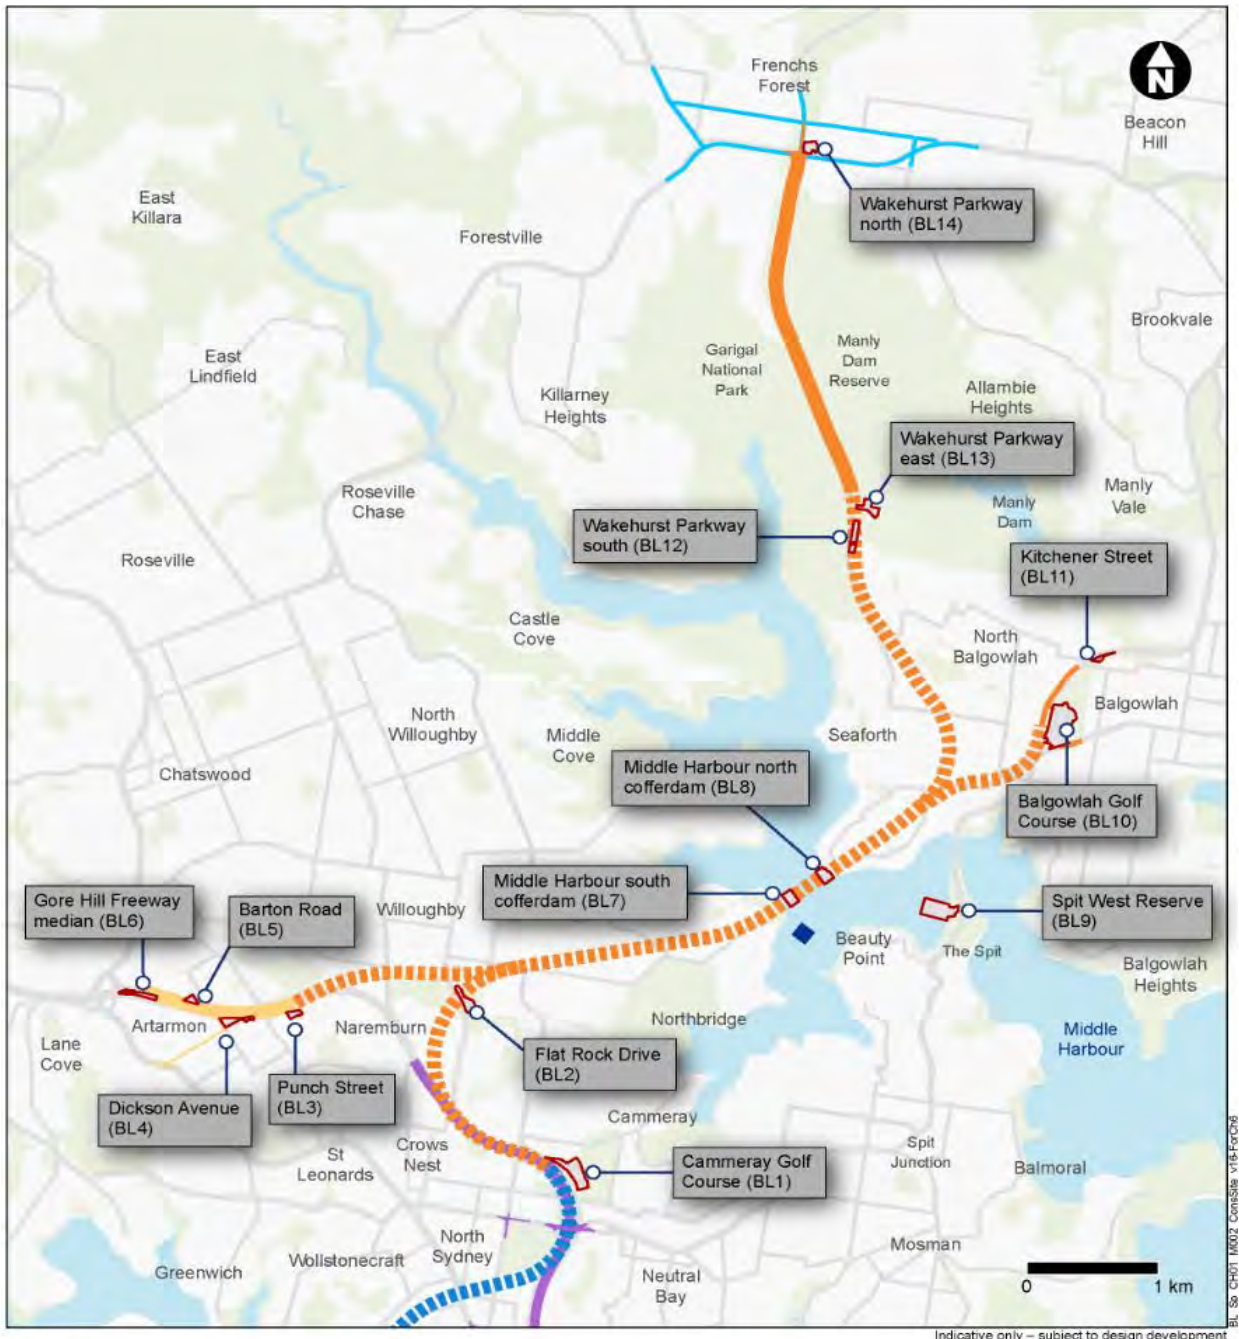 Frenchs
Forest
N
Beacon
Hill
East
Killara
Wakehurst Parkway
north (BL14)
Forestville
Brookvale
East
Lindfield
Garigal
National
Park
Manly
Dam
Reserve
Killarney
Heights
Allambie
Heights
Wakehurst Parkway
east (BL13)
Roseville
Chase
Manly
Vale
Manly
Dam
Wakehurst Parkway
south (BL12)
Roseville
Kitchener Street
(BL11)
Castle
Cove
North
Balgowlah
Balgowlah
North
Willoughby
Middle
Cove
Seaforth
Chatswood
Middle Harbour north
cofferdam (BL8)
Balgowlah Golf
Course (BL10)
Middle Harbour south
cofferdam (BL7)
Gore Hill Freeway
median (BL6)
Barton Road
(BL5)
Willoughby
Spit West Reserve
(BL9)
Beauty
Point
The Spit
Balgowlah
Heights
Artarmon
Naremburn
Northbridge
Lane
Cove
Middle
Harbour
Flat Rock Drive
(BL2)
Punch Street
(BL3)
Dickson Avenue
(BL4)
Cammeray
St
Leonards
Crows
Nest
Spit
Junction
Balmoral
Cammeray Golf
Course (BL1)
North
Sydney
Wollstonecraft
Mosman
Greenwich
Neutral
Bay
0 1 km
BL_Sp_CH01_M002_ConsSite_v16-ForCh6
Indicative only – subject to design development